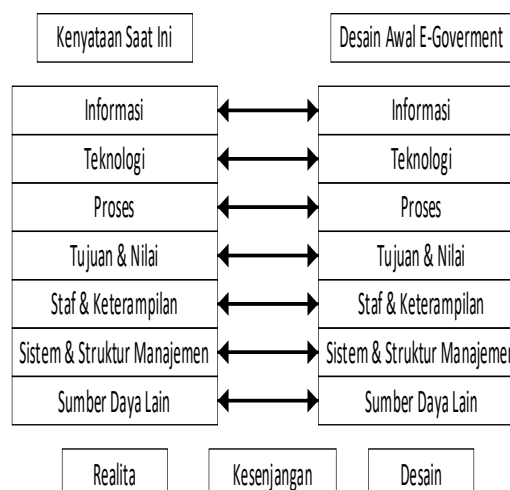 Kenyataan Saat Ini
Desain Awal E-Goverment
Informasi
Informasi
Teknologi
Teknologi
Proses
Proses
Tujuan & Nilai
Tujuan & Nilai
Staf & Keterampilan
Staf & Keterampilan
Sistem & Struktur Manajemen
Sistem & Struktur Manajemen
Sumber Daya Lain
Sumber Daya Lain
Realita
Kesenjangan
Desain